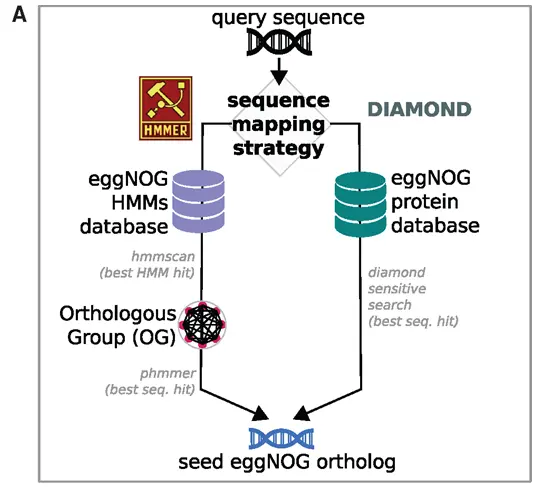 A
query sequence
HMMER
sequence
mapping
strategy
DIAMOND
eggNOG
HMMs
database
eggNOG
protein
database
hmmscan
(best HMM hit)
diamond
sensitive
search
(best seq. hit)
Orthologous
Group (OG)
phmmer
(best seq. hit)
seed eggNOG ortholog